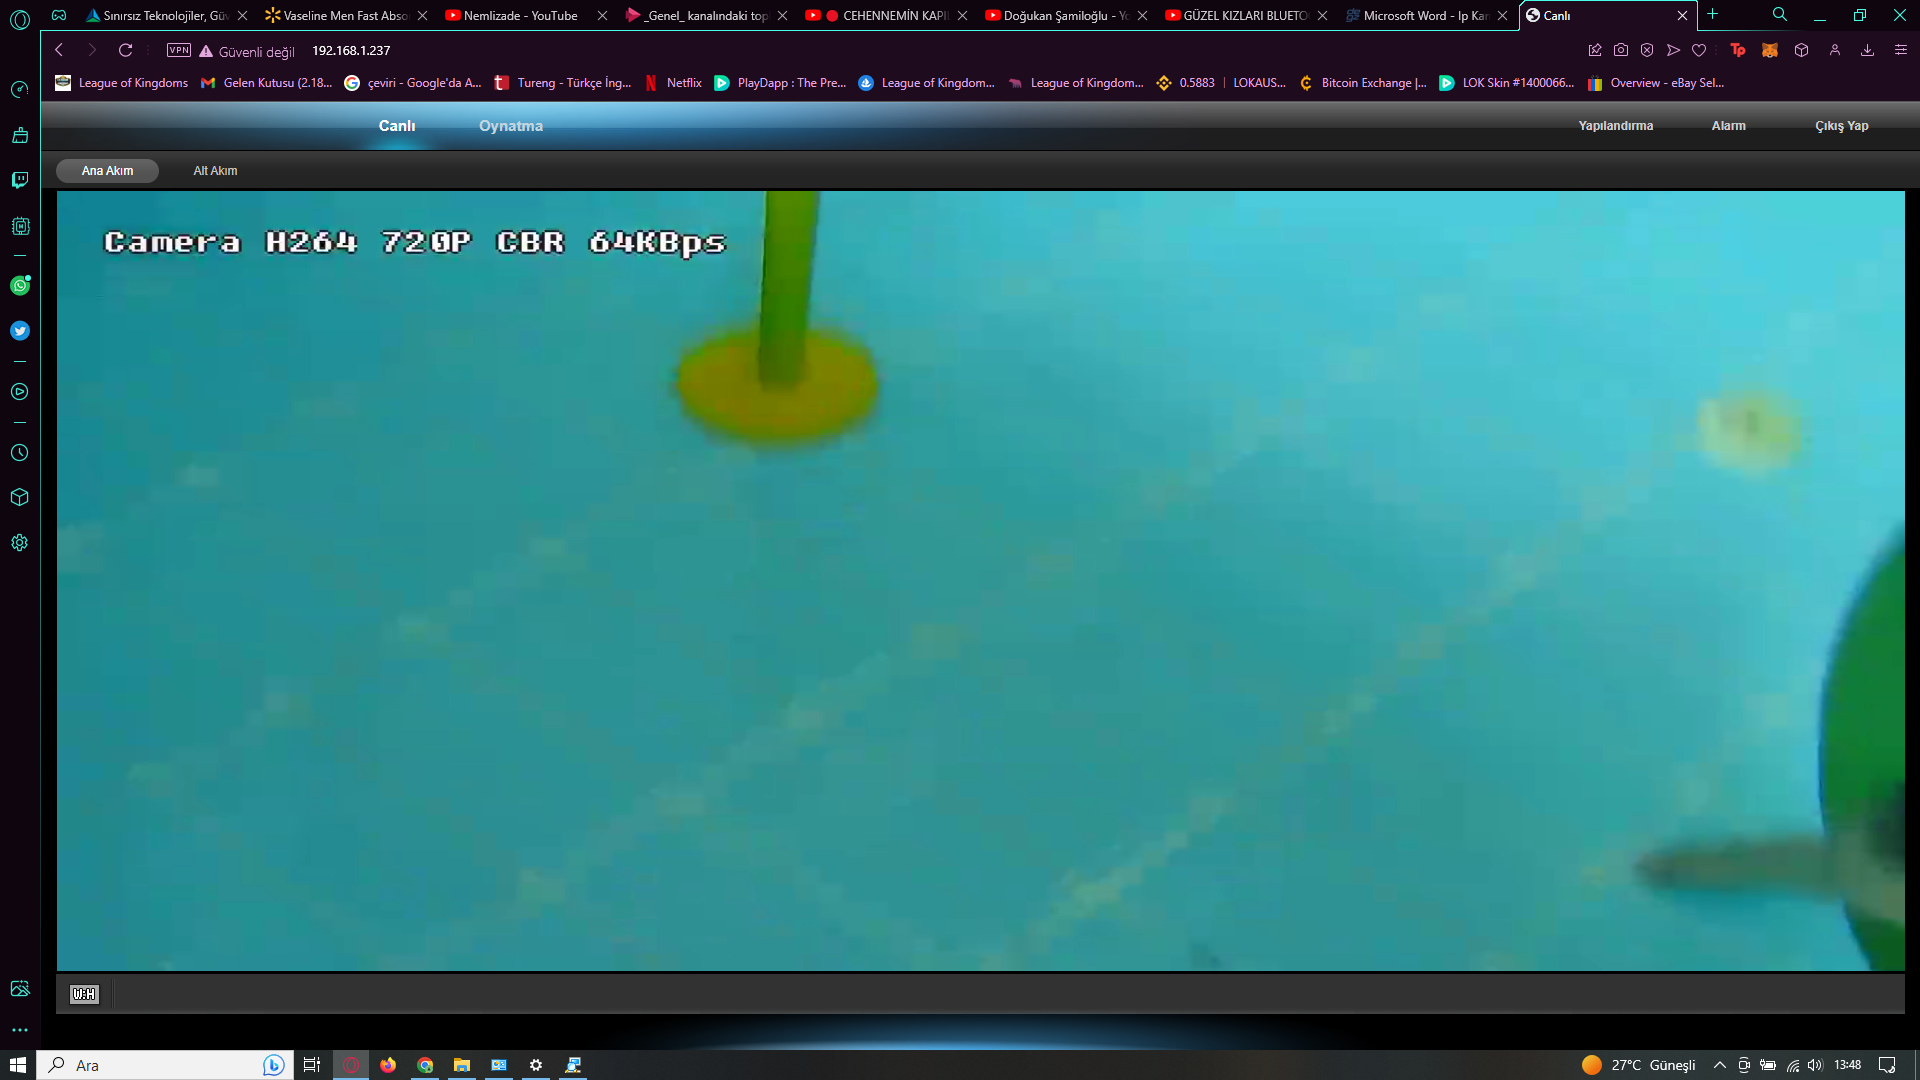 Sınırsız Teknolojiler, Güv
Vaseline Men Fast Abso
Nemlizade - YouTube
_Genel_ kanalındaki top
CEHENNEMİN KAPI
Doğukan Şamiloğlu - Yo
GÜZEL KIZLARI BLUETO
Microsoft Word - Ip Kam
Canlı
VPN
Güvenli değil
192.168.1.237
League of Kingdoms
Gelen Kutusu (2.18...
çeviri - Google'da A...
Tureng - Türkçe İng...
Netflix
PlayDapp : The Pre...
League of Kingdom...
League of Kingdom...
0.5883 | LOKAUS...
Bitcoin Exchange |...
LOK Skin #1400066...
Overview - eBay Sel...
Canlı
Oynatma
Yapılandırma
Alarm
Çıkış Yap
Ana Akım
Alt Akım
Camera H264 720P CBR 64KBps
W:H
Ara
27°C Güneşli
13:48